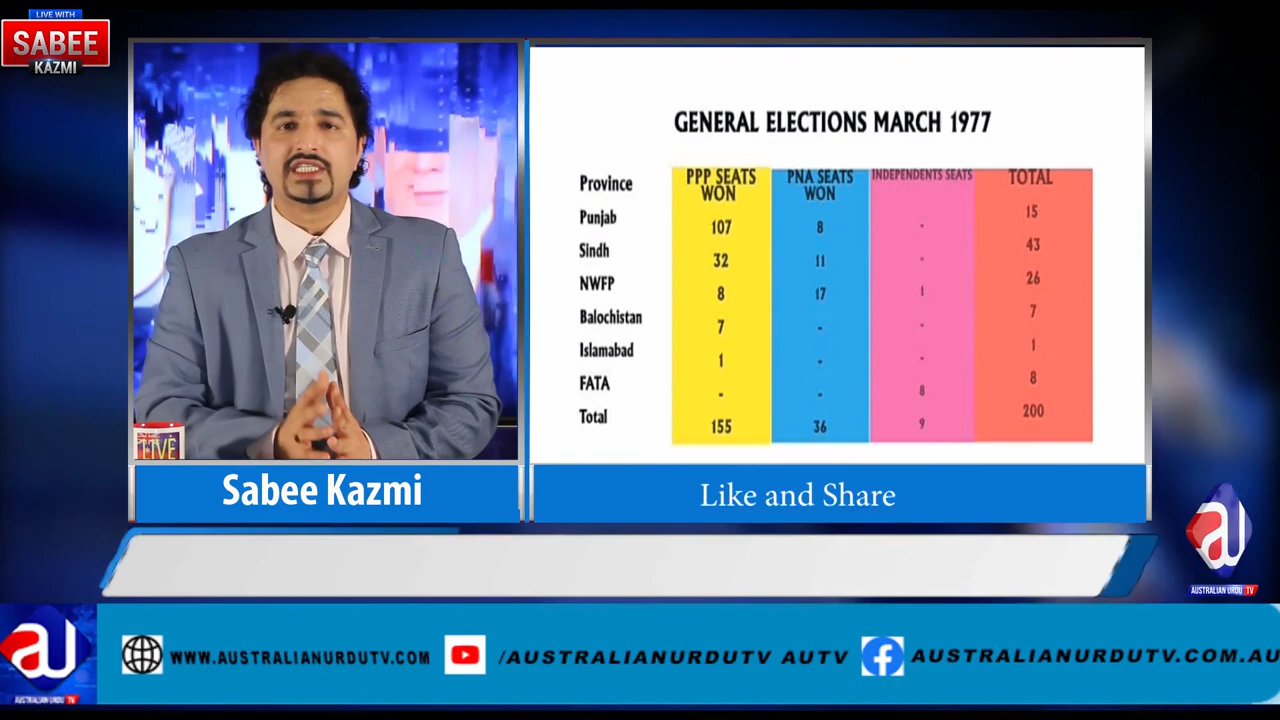 LIVE WITH
SABEE
KAZMI
GENERAL ELECTIONS MARCH 1977
Province PPP SEATS WON PNA SEATS WON INDEPENDENTS SEATS TOTAL
Punjab 107 8 - 15
Sindh 32 11 - 43
NWFP 8 17 1 26
Balochistan 7 - - 7
Islamabad 1 - - 1
FATA - - 8 8
Total 155 36 9 200
LIVE
Sabee Kazmi
Like and Share
AUSTRALIAN URDU TV
WWW.AUSTRALIANURDUTV.COM
/AUSTRALIANURDUTV AUTV
AUSTRALIANURDUTV.COM.AU
AUSTRALIAN URDU TV